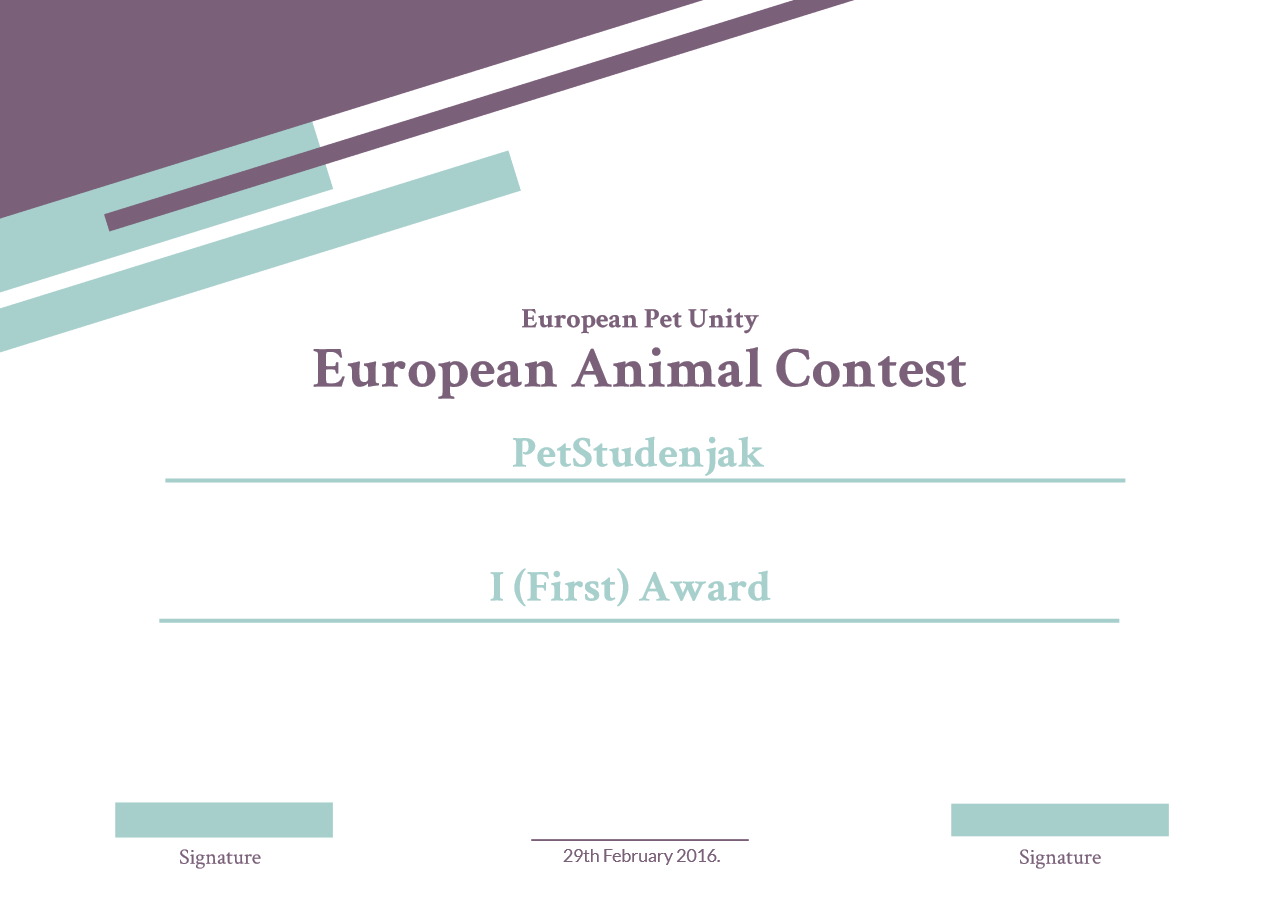 European Pet Unity
European Animal Contest
PetStudenjak
I (First) Award
Signature
29th February 2016.
Signature